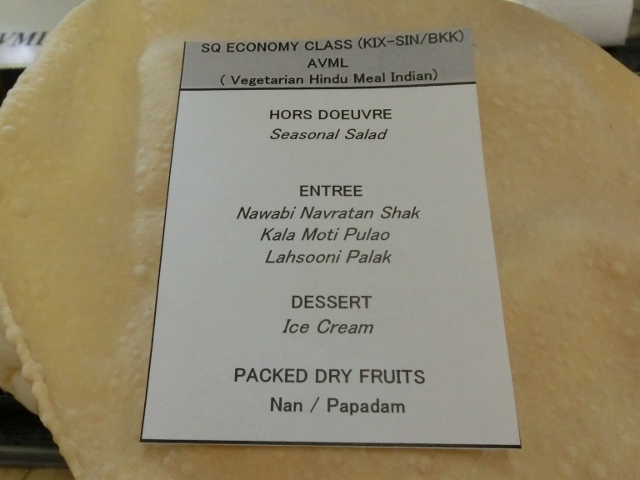 SQ ECONOMY CLASS (KIX-SIN/BKK)
AVML
( Vegetarian Hindu Meal Indian)
HORS DOEUVRE
Seasonal Salad
ENTREE
Nawabi Navratan Shak
Kala Moti Pulao
Lahsooni Palak
DESSERT
Ice Cream
PACKED DRY FRUITS
Nan / Papadam